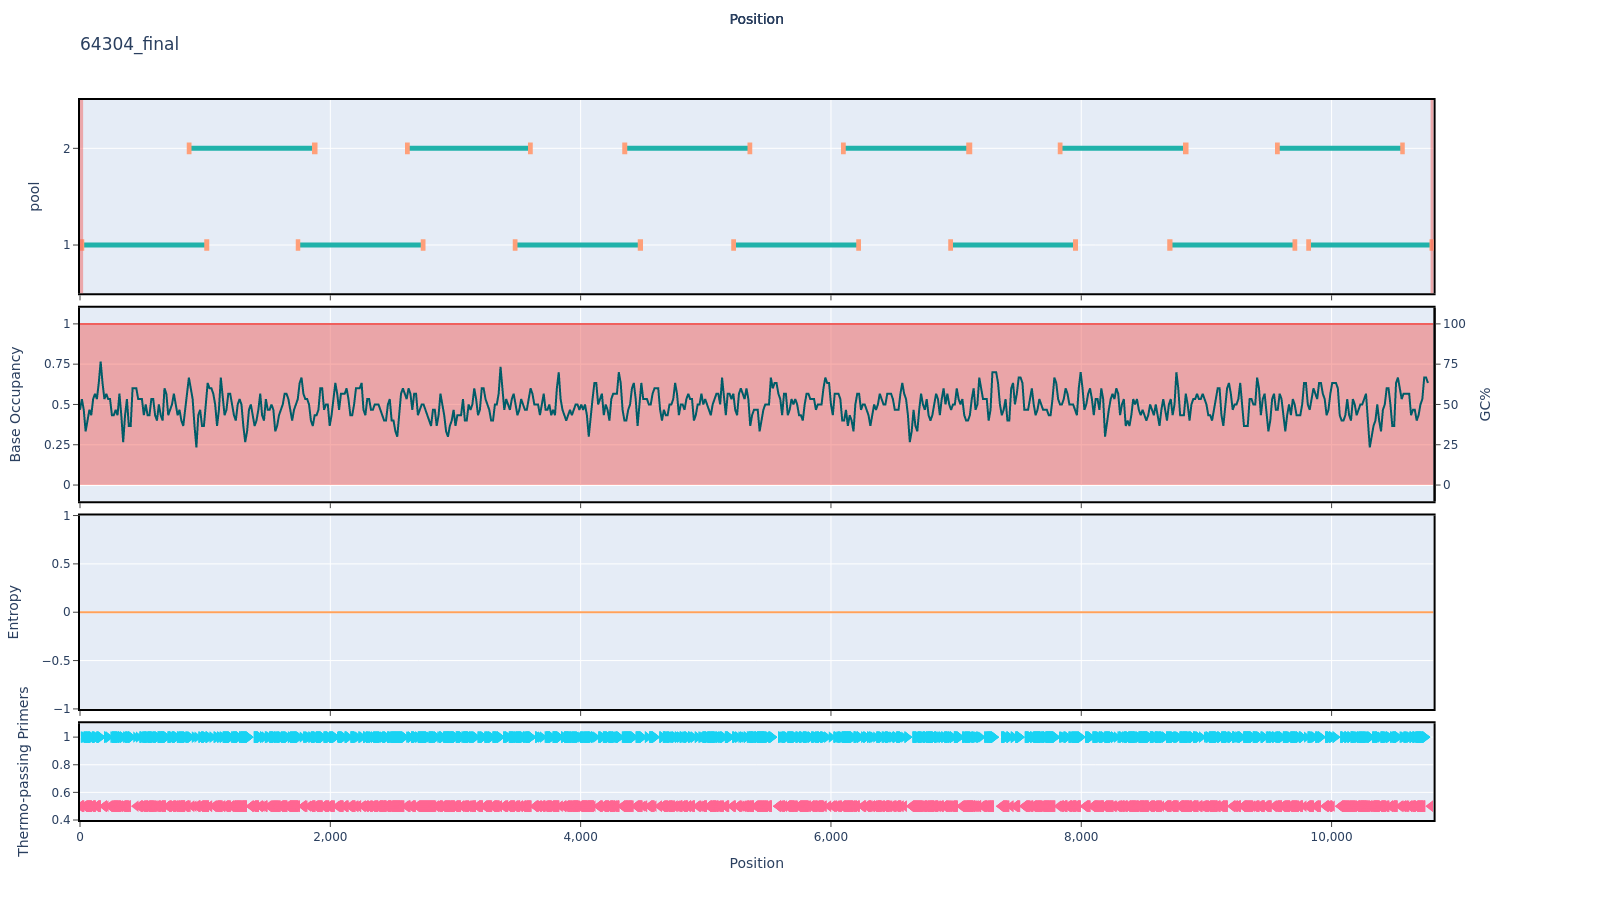 Position
64304_final
2
1
pool
1
0.75
0.5
0.25
0
Base Occupancy
100
75
50
25
0
GC%
1
0.5
0
−0.5
−1
Entropy
1
0.8
0.6
0.4
Thermo-passing Primers
0 2,000 4,000 6,000 8,000 10,000
Position